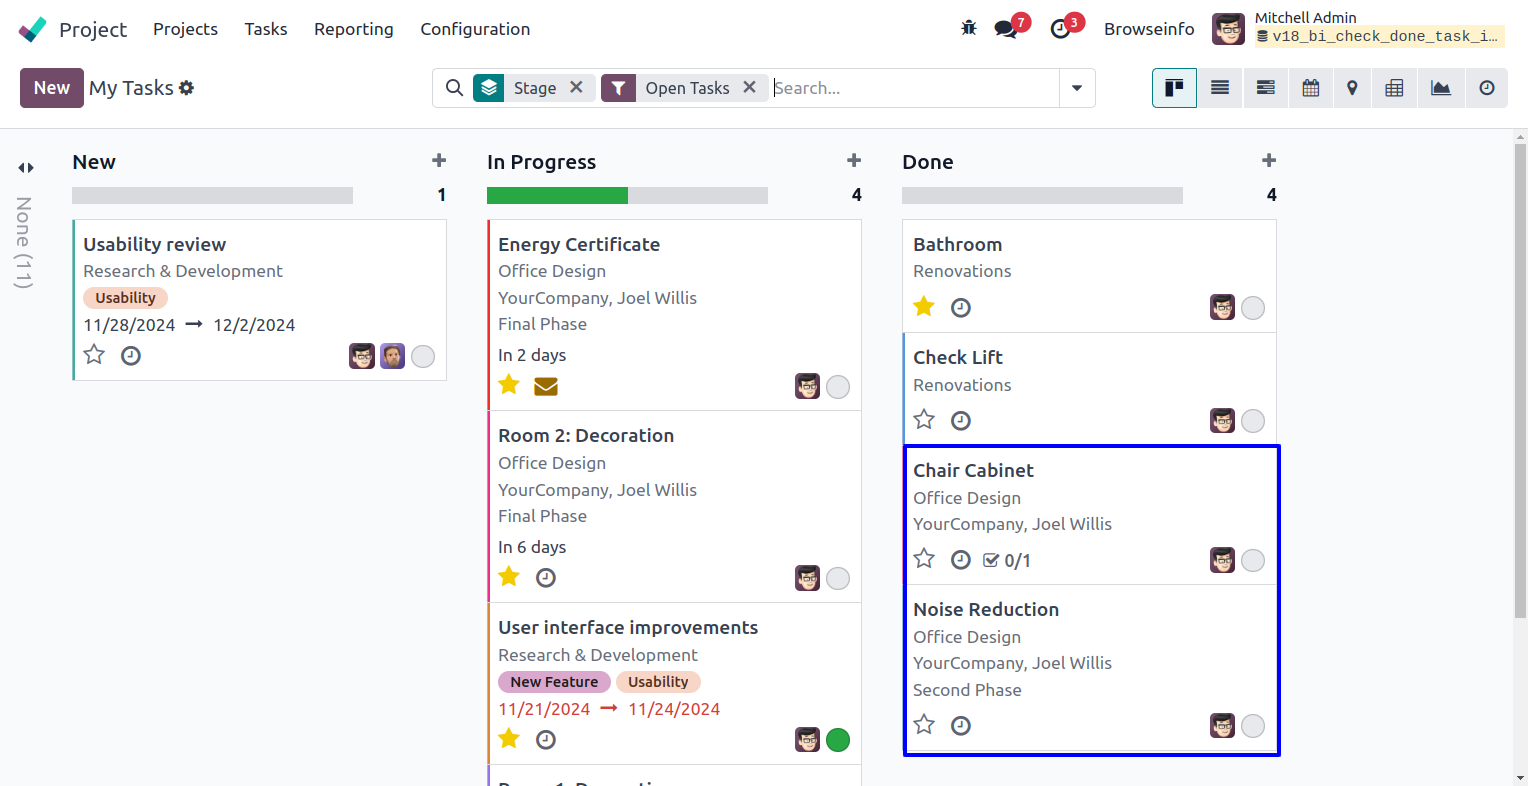 Project Projects Tasks Reporting Configuration 7 3 Browseinfo Mitchell Admin
v18_bi_check_done_task_i...
New My Tasks Stage Open Tasks Search...
None (11)
New
1
Usability review
Research & Development
Usability
11/28/2024 12/2/2024
In Progress
4
Energy Certificate
Office Design
YourCompany, Joel Willis
Final Phase
In 2 days
Room 2: Decoration
Office Design
YourCompany, Joel Willis
Final Phase
In 6 days
User interface improvements
Research & Development
New Feature Usability
11/21/2024 11/24/2024
Done
4
Bathroom
Renovations
Check Lift
Renovations
Chair Cabinet
Office Design
YourCompany, Joel Willis
0/1
Noise Reduction
Office Design
YourCompany, Joel Willis
Second Phase